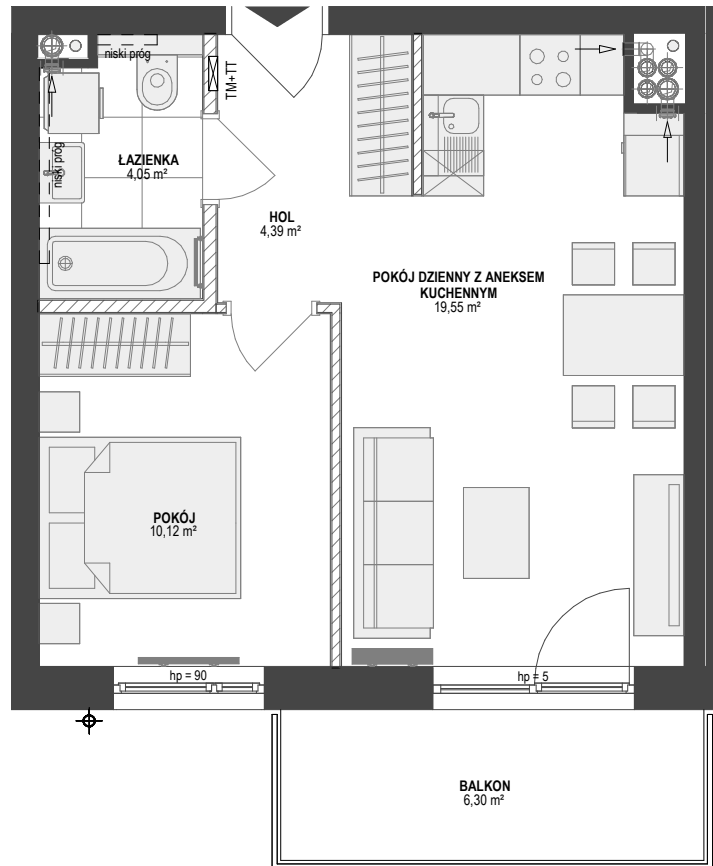 niski próg
TM+TT
ŁAZIENKA
4,05 m²
niski próg
HOL
4,39 m²
POKÓJ DZIENNY Z ANEKSEM
KUCHENNYM
19,55 m²
POKÓJ
10,12 m²
hp = 90
hp = 5
BALKON
6,30 m²